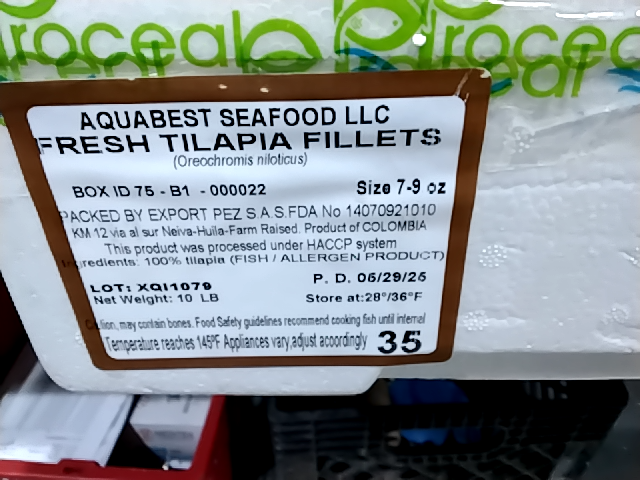 roceal
roceal
AQUABEST SEAFOOD LLC
FRESH TILAPIA FILLETS
(Oreochromis niloticus)
BOX ID 75 - B1 - 000022
Size 7-9 oz
PACKED BY EXPORT PEZ S.A.S.FDA No 14070921010
KM 12 via al sur Neiva-Huila-Farm Raised. Product of COLOMBIA
This product was processed under HACCP system
Ingredients: 100% tilapia (FISH / ALLERGEN PRODUCT)
LOT: XQI1079
P. D. 06/29/25
Net Weight: 10 LB
Store at:28°/36°F
may contain bones. Food Safety guidelines recommend cooking fish until internal
Temperature reaches 145ºF Appliances vary,adjust acoordingly
35